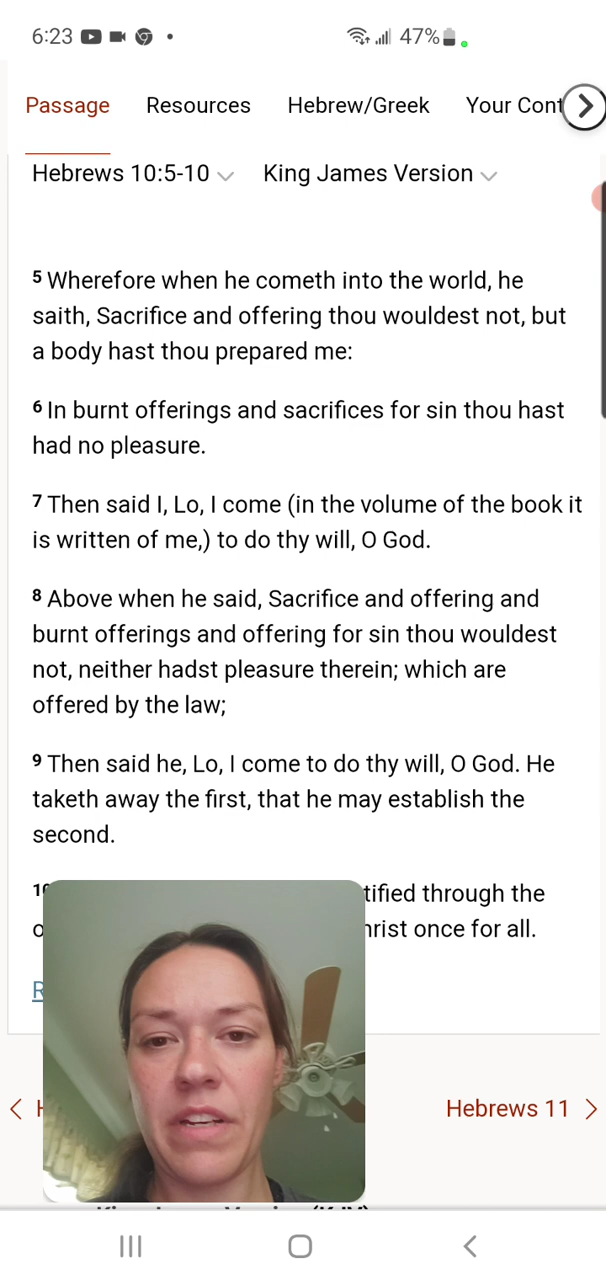 6:23 47%
Passage Resources Hebrew/Greek Your Cont
Hebrews 10:5-10 King James Version
5 Wherefore when he cometh into the world, he
saith, Sacrifice and offering thou wouldest not, but
a body hast thou prepared me:
6 In burnt offerings and sacrifices for sin thou hast
had no pleasure.
7 Then said I, Lo, I come (in the volume of the book it
is written of me,) to do thy will, O God.
8 Above when he said, Sacrifice and offering and
burnt offerings and offering for sin thou wouldest
not, neither hadst pleasure therein; which are
offered by the law;
9 Then said he, Lo, I come to do thy will, O God. He
taketh away the first, that he may establish the
second.
10 tified through the
o hrist once for all.
R
H Hebrews 11